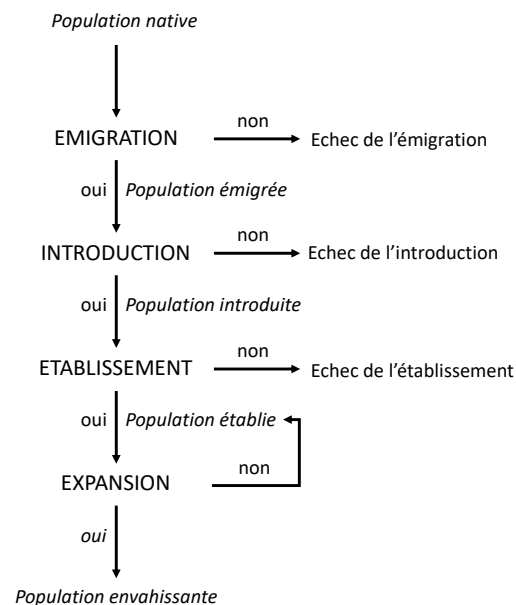 Population native
non
EMIGRATION
Echec de l'émigration
oui
Population émigrée
non
INTRODUCTION
Echec de l'introduction
oui
Population introduite
non
ETABLISSEMENT
Echec de l'établissement
oui
Population établie
EXPANSION
non
oui
Population envahissante